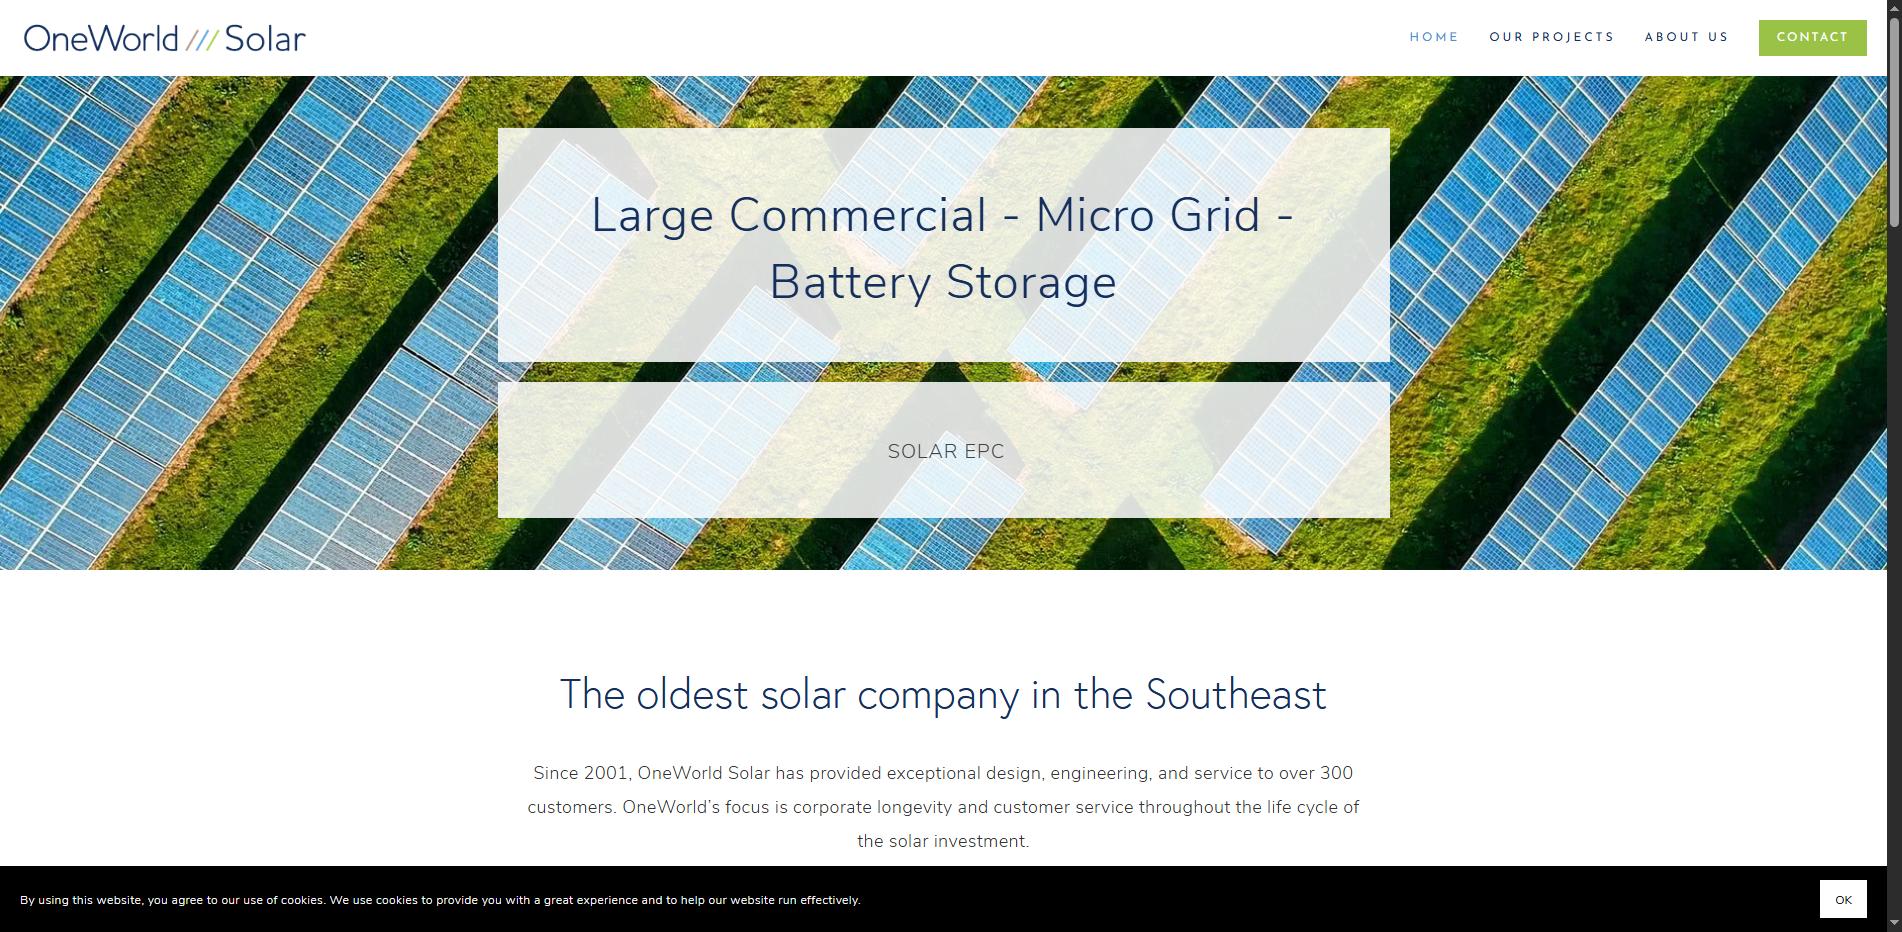 OneWorld /// Solar
HOME
OUR PROJECTS
ABOUT US
CONTACT
Large Commercial - Micro Grid -
Battery Storage
SOLAR EPC
The oldest solar company in the Southeast
Since 2001, OneWorld Solar has provided exceptional design, engineering, and service to over 300
customers. OneWorld’s focus is corporate longevity and customer service throughout the life cycle of
the solar investment.
By using this website, you agree to our use of cookies. We use cookies to provide you with a great experience and to help our website run effectively.
OK